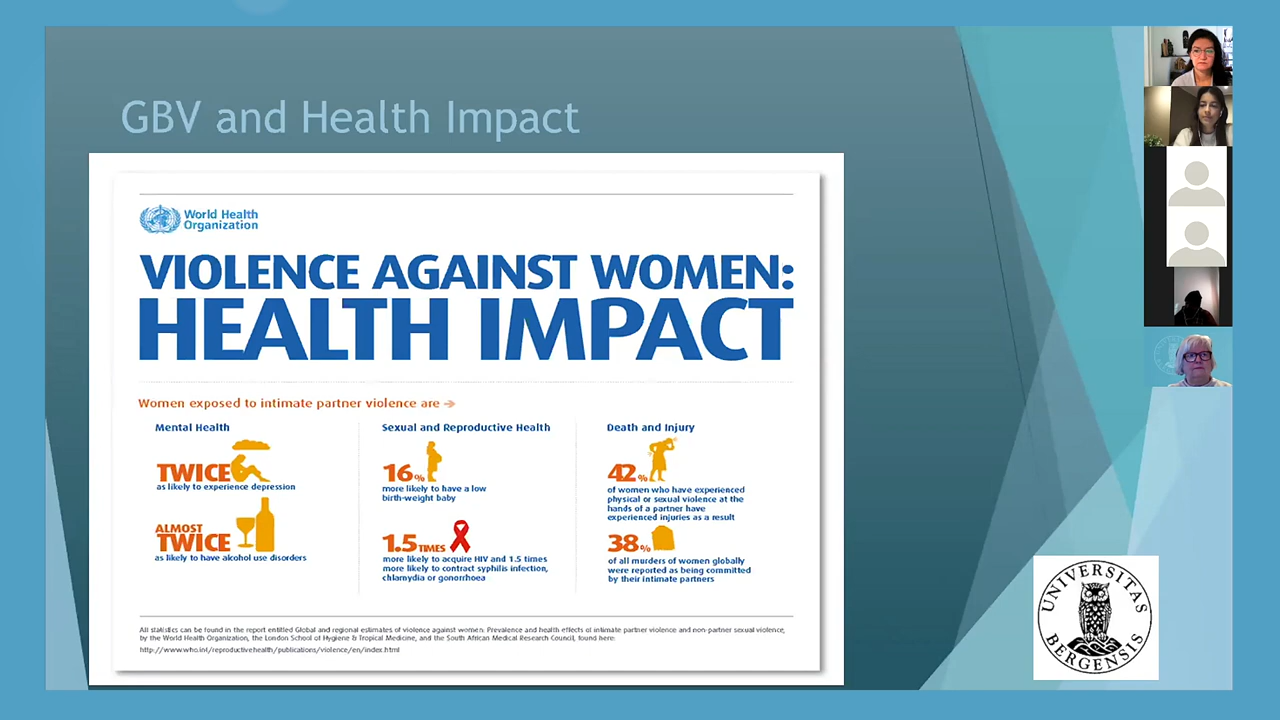 GBV and Health Impact
World Health
Organization
VIOLENCE AGAINST WOMEN:
HEALTH IMPACT
Women exposed to intimate partner violence are
Mental Health
TWICE
as likely to experience depression
ALMOST
TWICE
as likely to have alcohol use disorders
Sexual and Reproductive Health
16%
more likely to have a low
birth-weight baby
1.5 TIMES
more likely to acquire HIV and 1.5 times
more likely to contract syphilis infection,
chlamydia or gonorrhoea
Death and Injury
42%
of women who have experienced
physical or sexual violence at the
hands of a partner have
experienced injuries as a result
38%
of all murders of women globally
were reported as being committed
by their intimate partners
All statistics can be found in the report entitled Global and regional estimates of violence against women: Prevalence and health effects of intimate partner violence and non-partner sexual violence,
by the World Health Organization, the London School of Hygiene & Tropical Medicine, and the South African Medical Research Council, found here:
http://www.who.int/reproductivehealth/publications/violence/en/index.html
UNIVERSITAS
BERGENSIS